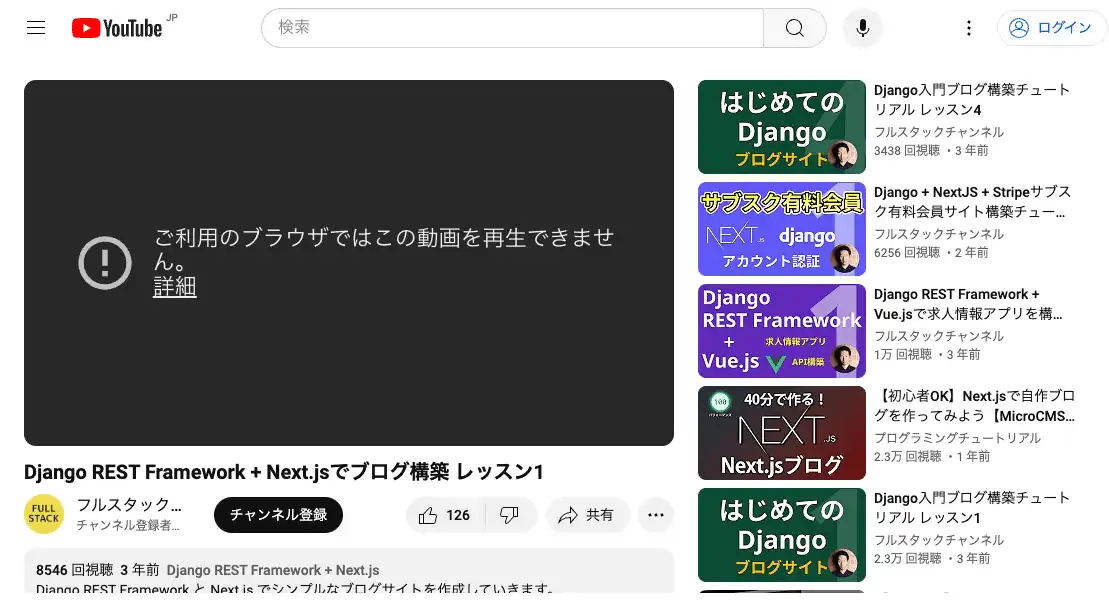 YouTube JP
検索
ログイン
ご利用のブラウザではこの動画を再生できませ
ん。
詳細
Django REST Framework + Next.jsでブログ構築 レッスン1
FULL
STACK
フルスタック...
チャンネル登録者...
チャンネル登録
126
共有
8546 回視聴 3 年前 Django REST Framework + Next.js
Django REST Framework と Next.js でシンプルなブログサイトを作成していきます。
はじめての
Django
ブログサイト
4
Django入門ブログ構築チュート
リアル レッスン4
フルスタックチャンネル
3438 回視聴 ・3 年前
サブスク有料会員
NEXT.JS django
アカウント認証
1
Django + NextJS + Stripeサブス
ク有料会員サイト構築チュー...
フルスタックチャンネル
6256 回視聴 ・2 年前
Django
REST Framework
+ 求人情報アプリ
Vue.js API構築
1
Django REST Framework +
Vue.jsで求人情報アプリを構...
フルスタックチャンネル
1万 回視聴 ・3 年前
100
パフォーマンス
40分で作る！
NEXT.JS
Next.jsブログ
【初心者OK】Next.jsで自作ブロ
グを作ってみよう【MicroCMS...
プログラミングチュートリアル
2.3万 回視聴 ・1 年前
はじめての
Django
ブログサイト
1
Django入門ブログ構築チュート
リアル レッスン1
フルスタックチャンネル
2.3万 回視聴 ・3 年前